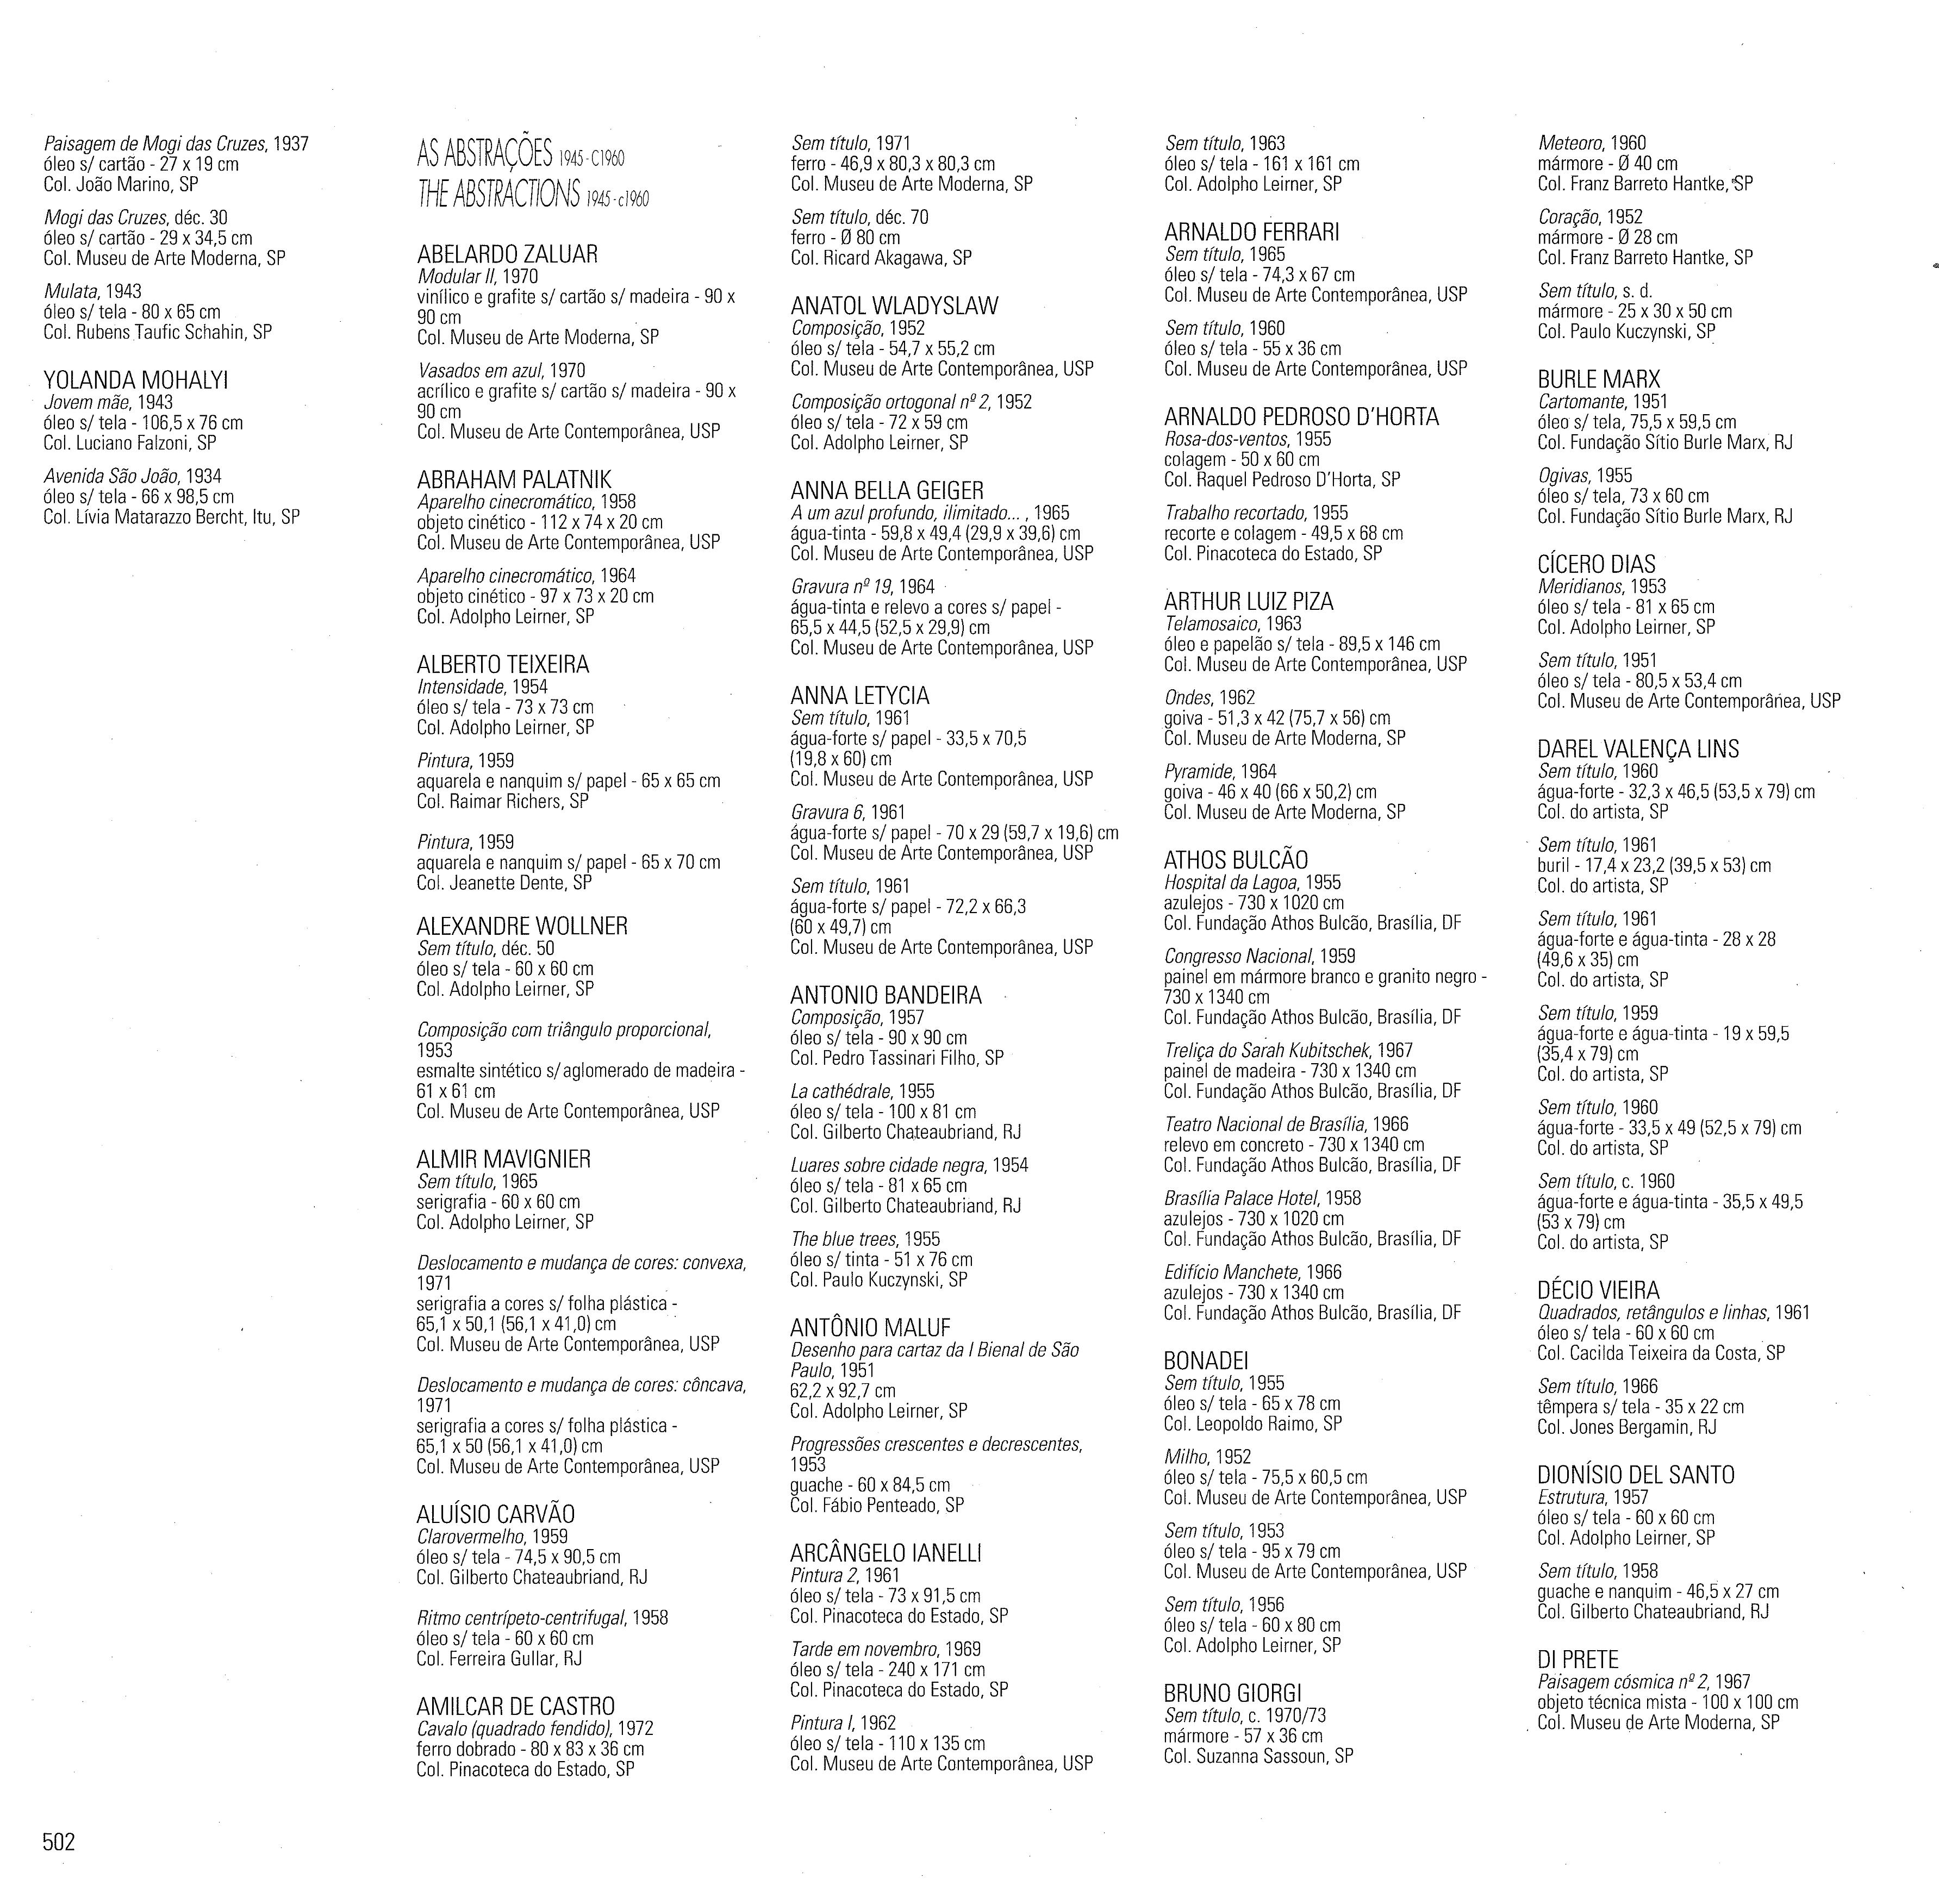 Paisagem de Mogi das Cruzes, 1937
óleo s/ cartão - 27 x 19 cm
Col. João Marino, SP
Mogi das Cruzes, déc. 30
óleo s/ cartão - 29 x 34,5 cm
Col. Museu de Arte Moderna, SP
Mulata, 1943
óleo s/ tela - 80 x 65 cm
Col. Rubens Taufic Schahin, SP
YOLANDA MOHALYI
Jovem mãe, 1943
óleo s/ tela - 106,5 x 76 cm
Col. Luciano Falzoni, SP
Avenida São João, 1934
óleo s/ tela - 66 x 98,5 cm
Col. Lívia Matarazzo Bercht, Itu, SP
AS ABSTRAÇÕES 1945-C1960
THE ABSTRACTIONS 1945-c1960
ABELARDO ZALUAR
Modular II, 1970
vinílico e grafite s/ cartão s/ madeira - 90 x
90 cm
Col. Museu de Arte Moderna, SP
Vasados em azul, 1970
acrílico e grafite s/ cartão s/ madeira - 90 x
90 cm
Col. Museu de Arte Contemporânea, USP
ABRAHAM PALATNIK
Aparelho cinecromático, 1958
objeto cinético - 112 x 74 x 20 cm
Col. Museu de Arte Contemporânea, USP
Aparelho cinecromático, 1964
objeto cinético - 97 x 73 x 20 cm
Col. Adolpho Leirner, SP
ALBERTO TEIXEIRA
Intensidade, 1954
óleo s/ tela - 73 x 73 cm
Col. Adolpho Leirner, SP
Pintura, 1959
aquarela e nanquim s/ papel - 65 x 65 cm
Col. Raimar Richers, SP
Pintura, 1959
aquarela e nanquim s/ papel - 65 x 70 cm
Col. Jeanette Dente, SP
ALEXANDRE WOLLNER
Sem título, déc. 50
óleo s/ tela - 60 x 60 cm
Col. Adolpho Leirner, SP
Composição com triângulo proporcional,
1953
esmalte sintético s/ aglomerado de madeira -
61 x 61 cm
Col. Museu de Arte Contemporânea, USP
ALMIR MAVIGNIER
Sem título, 1965
serigrafia - 60 x 60 cm
Col. Adolpho Leirner, SP
Deslocamento e mudança de cores: convexa,
1971
serigrafia a cores s/ folha plástica -
65,1 x 50,1 (56,1 x 41,0) cm
Col. Museu de Arte Contemporânea, USP
Deslocamento e mudança de cores: côncava,
1971
serigrafia a cores s/ folha plástica -
65,1 x 50 (56,1 x 41,0) cm
Col. Museu de Arte Contemporânea, USP
ALUÍSIO CARVÃO
Clarovermelho, 1959
óleo s/ tela - 74,5 x 90,5 cm
Col. Gilberto Chateaubriand, RJ
Ritmo centrípeto-centrifugal, 1958
óleo s/ tela - 60 x 60 cm
Col. Ferreira Gullar, RJ
AMILCAR DE CASTRO
Cavalo (quadrado fendido), 1972
ferro dobrado - 80 x 83 x 36 cm
Col. Pinacoteca do Estado, SP
Sem título, 1971
ferro - 46,9 x 80,3 x 80,3 cm
Col. Museu de Arte Moderna, SP
Sem título, déc. 70
ferro - Ø 80 cm
Col. Ricard Akagawa, SP
ANATOL WLADYSLAW
Composição, 1952
óleo s/ tela - 54,7 x 55,2 cm
Col. Museu de Arte Contemporânea, USP
Composição ortogonal nº 2, 1952
óleo s/ tela - 72 x 59 cm
Col. Adolpho Leirner, SP
ANNA BELLA GEIGER
A um azul profundo, ilimitado... , 1965
água-tinta - 59,8 x 49,4 (29,9 x 39,6) cm
Col. Museu de Arte Contemporânea, USP
Gravura nº 19, 1964
água-tinta e relevo a cores s/ papel -
65,5 x 44,5 (52,5 x 29,9) cm
Col. Museu de Arte Contemporânea, USP
ANNA LETYCIA
Sem título, 1961
água-forte s/ papel - 33,5 x 70,5
(19,8 x 60) cm
Col. Museu de Arte Contemporânea, USP
Gravura 6, 1961
água-forte s/ papel - 70 x 29 (59,7 x 19,6) cm
Col. Museu de Arte Contemporânea, USP
Sem título, 1961
água-forte s/ papel - 72,2 x 66,3
(60 x 49,7) cm
Col. Museu de Arte Contemporânea, USP
ANTONIO BANDEIRA
Composição, 1957
óleo s/ tela - 90 x 90 cm
Col. Pedro Tassinari Filho, SP
La cathédrale, 1955
óleo s/ tela - 100 x 81 cm
Col. Gilberto Chateaubriand, RJ
Luares sobre cidade negra, 1954
óleo s/ tela - 81 x 65 cm
Col. Gilberto Chateaubriand, RJ
The blue trees, 1955
óleo s/ tinta - 51 x 76 cm
Col. Paulo Kuczynski, SP
ANTÔNIO MALUF
Desenho para cartaz da I Bienal de São
Paulo, 1951
62,2 x 92,7 cm
Col. Adolpho Leirner, SP
Progressões crescentes e decrescentes,
1953
guache - 60 x 84,5 cm
Col. Fábio Penteado, SP
ARCÂNGELO IANELLI
Pintura 2, 1961
óleo s/ tela - 73 x 91,5 cm
Col. Pinacoteca do Estado, SP
Tarde em novembro, 1969
óleo s/ tela - 240 x 171 cm
Col. Pinacoteca do Estado, SP
Pintura I, 1962
óleo s/ tela - 110 x 135 cm
Col. Museu de Arte Contemporânea, USP
Sem título, 1963
óleo s/ tela - 161 x 161 cm
Col. Adolpho Leirner, SP
ARNALDO FERRARI
Sem título, 1965
óleo s/ tela - 74,3 x 67 cm
Col. Museu de Arte Contemporânea, USP
Sem título, 1960
óleo s/ tela - 55 x 36 cm
Col. Museu de Arte Contemporânea, USP
ARNALDO PEDROSO D'HORTA
Rosa-dos-ventos, 1955
colagem - 50 x 60 cm
Col. Raquel Pedroso D'Horta, SP
Trabalho recortado, 1955
recorte e colagem - 49,5 x 68 cm
Col. Pinacoteca do Estado, SP
ARTHUR LUIZ PIZA
Telamosaico, 1963
óleo e papelão s/ tela - 89,5 x 146 cm
Col. Museu de Arte Contemporânea, USP
Ondes, 1962
goiva - 51,3 x 42 (75,7 x 56) cm
Col. Museu de Arte Moderna, SP
Pyramide, 1964
goiva - 46 x 40 (66 x 50,2) cm
Col. Museu de Arte Moderna, SP
ATHOS BULCÃO
Hospital da Lagoa, 1955
azulejos - 730 x 1020 cm
Col. Fundação Athos Bulcão, Brasília, DF
Congresso Nacional, 1959
painel em mármore branco e granito negro -
730 x 1340 cm
Col. Fundação Athos Bulcão, Brasília, DF
Treliça do Sarah Kubitschek, 1967
painel de madeira - 730 x 1340 cm
Col. Fundação Athos Bulcão, Brasília, DF
Teatro Nacional de Brasília, 1966
relevo em concreto - 730 x 1340 cm
Col. Fundação Athos Bulcão, Brasília, DF
Brasília Palace Hotel, 1958
azulejos - 730 x 1020 cm
Col. Fundação Athos Bulcão, Brasília, DF
Edifício Manchete, 1966
azulejos - 730 x 1340 cm
Col. Fundação Athos Bulcão, Brasília, DF
BONADEI
Sem título, 1955
óleo s/ tela - 65 x 78 cm
Col. Leopoldo Raimo, SP
Milho, 1952
óleo s/ tela - 75,5 x 60,5 cm
Col. Museu de Arte Contemporânea, USP
Sem título, 1953
óleo s/ tela - 95 x 79 cm
Col. Museu de Arte Contemporânea, USP
Sem título, 1956
óleo s/ tela - 60 x 80 cm
Col. Adolpho Leirner, SP
BRUNO GIORGI
Sem título, c. 1970/73
mármore - 57 x 36 cm
Col. Suzanna Sassoun, SP
Meteoro, 1960
mármore - Ø 40 cm
Col. Franz Barreto Hantke, SP
Coração, 1952
mármore - Ø 28 cm
Col. Franz Barreto Hantke, SP
Sem título, s. d.
mármore - 25 x 30 x 50 cm
Col. Paulo Kuczynski, SP
BURLE MARX
Cartomante, 1951
óleo s/ tela, 75,5 x 59,5 cm
Col. Fundação Sítio Burle Marx, RJ
Ogivas, 1955
óleo s/ tela, 73 x 60 cm
Col. Fundação Sítio Burle Marx, RJ
CÍCERO DIAS
Meridianos, 1953
óleo s/ tela - 81 x 65 cm
Col. Adolpho Leirner, SP
Sem título, 1951
óleo s/ tela - 80,5 x 53,4 cm
Col. Museu de Arte Contemporânea, USP
DAREL VALENÇA LINS
Sem título, 1960
água-forte - 32,3 x 46,5 (53,5 x 79) cm
Col. do artista, SP
Sem título, 1961
buril - 17,4 x 23,2 (39,5 x 53) cm
Col. do artista, SP
Sem título, 1961
água-forte e água-tinta - 28 x 28
(49,6 x 35) cm
Col. do artista, SP
Sem título, 1959
água-forte e água-tinta - 19 x 59,5
(35,4 x 79) cm
Col. do artista, SP
Sem título, 1960
água-forte - 33,5 x 49 (52,5 x 79) cm
Col. do artista, SP
Sem título, c. 1960
água-forte e água-tinta - 35,5 x 49,5
(53 x 79) cm
Col. do artista, SP
DÉCIO VIEIRA
Quadrados, retângulos e linhas, 1961
óleo s/ tela - 60 x 60 cm
Col. Cacilda Teixeira da Costa, SP
Sem título, 1966
têmpera s/ tela - 35 x 22 cm
Col. Jones Bergamin, RJ
DIONÍSIO DEL SANTO
Estrutura, 1957
óleo s/ tela - 60 x 60 cm
Col. Adolpho Leirner, SP
Sem título, 1958
guache e nanquim - 46,5 x 27 cm
Col. Gilberto Chateaubriand, RJ
DI PRETE
Paisagem cósmica nº 2, 1967
objeto técnica mista - 100 x 100 cm
Col. Museu de Arte Moderna, SP
502